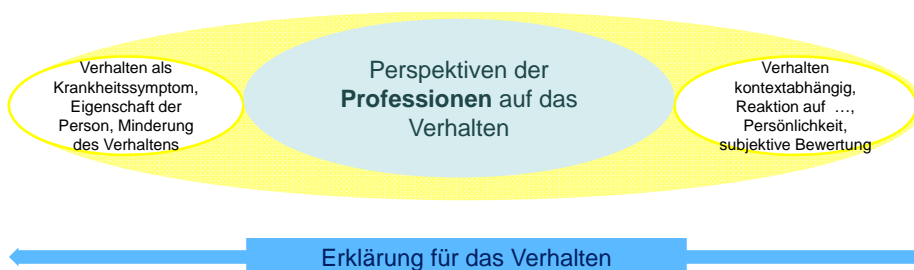 Verhalten als
Krankheitssymptom,
Eigenschaft der
Person, Minderung
des Verhaltens
Perspektiven der
Professionen auf das
Verhalten
Verhalten
kontextabhängig,
Reaktion auf …,
Persönlichkeit,
subjektive Bewertung
Erklärung für das Verhalten